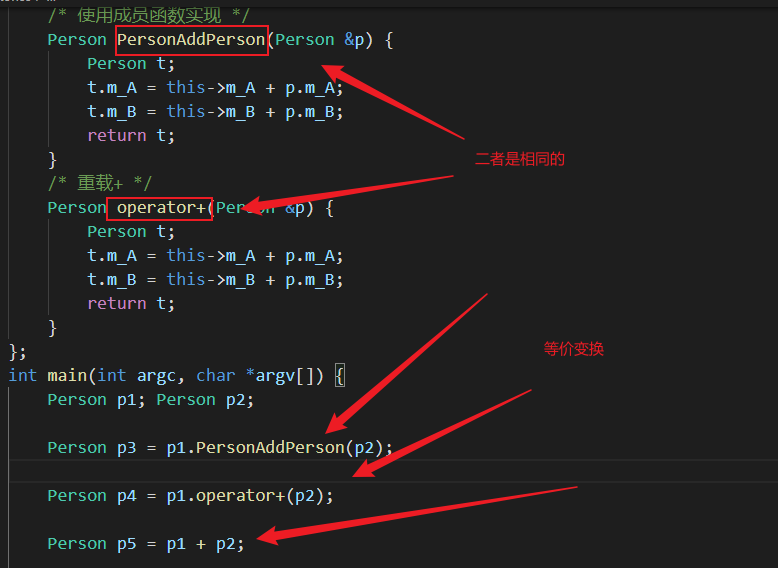 /* 使用成员函数实现 */
Person PersonAddPerson(Person &p) {
Person t;
t.m_A = this->m_A + p.m_A;
t.m_B = this->m_B + p.m_B;
return t;
}
二者是相同的
/* 重载+ */
Person operator+(Person &p) {
Person t;
t.m_A = this->m_A + p.m_A;
t.m_B = this->m_B + p.m_B;
return t;
}
};
等价变换
int main(int argc, char *argv[]) {
Person p1; Person p2;
Person p3 = p1.PersonAddPerson(p2);
Person p4 = p1.operator+(p2);
Person p5 = p1 + p2;